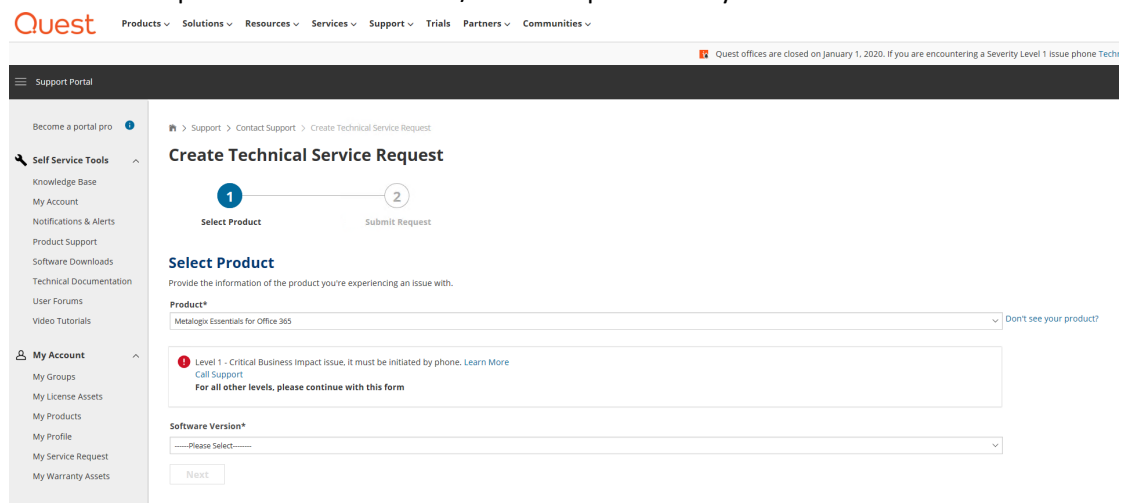 Quest Products Solutions Resources Services Support Trials Partners Communities
Quest offices are closed on January 1, 2020. If you are encountering a Severity Level 1 issue phone
Support Portal
Become a portal pro
Support > Contact Support > Create Technical Service Request
Self Service Tools
Knowledge Base
My Account
Notifications & Alerts
Product Support
Software Downloads
Technical Documentation
User Forums
Video Tutorials
My Account
My Groups
My License Assets
My Products
My Profile
My Service Request
My Warranty Assets
Create Technical Service Request
1
2
Select Product
Submit Request
Select Product
Provide the information of the product you're experiencing an issue with.
Product*
Metalogix Essentials for Office 365
Don't see your product?
Level 1 - Critical Business Impact issue, it must be initiated by phone. Learn More
Call Support
For all other levels, please continue with this form
Software Version*
------Please Select--------
Next